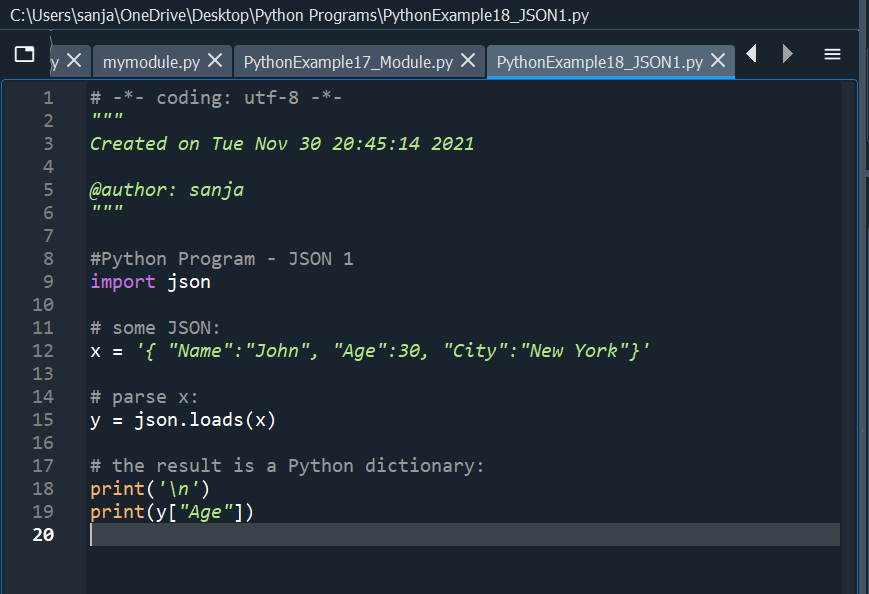 C:\Users\sanja\OneDrive\Desktop\Python Programs\PythonExample18_JSON1.py
y mymodule.py PythonExample17_Module.py PythonExample18_JSON1.py
1 # -*- coding: utf-8 -*-
2 """
3 Created on Tue Nov 30 20:45:14 2021
4
5 @author: sanja
6 """
7
8 #Python Program - JSON 1
9 import json
10
11 # some JSON:
12 x = '{ "Name":"John", "Age":30, "City":"New York"}'
13
14 # parse x:
15 y = json.loads(x)
16
17 # the result is a Python dictionary:
18 print('\n')
19 print(y["Age"])
20